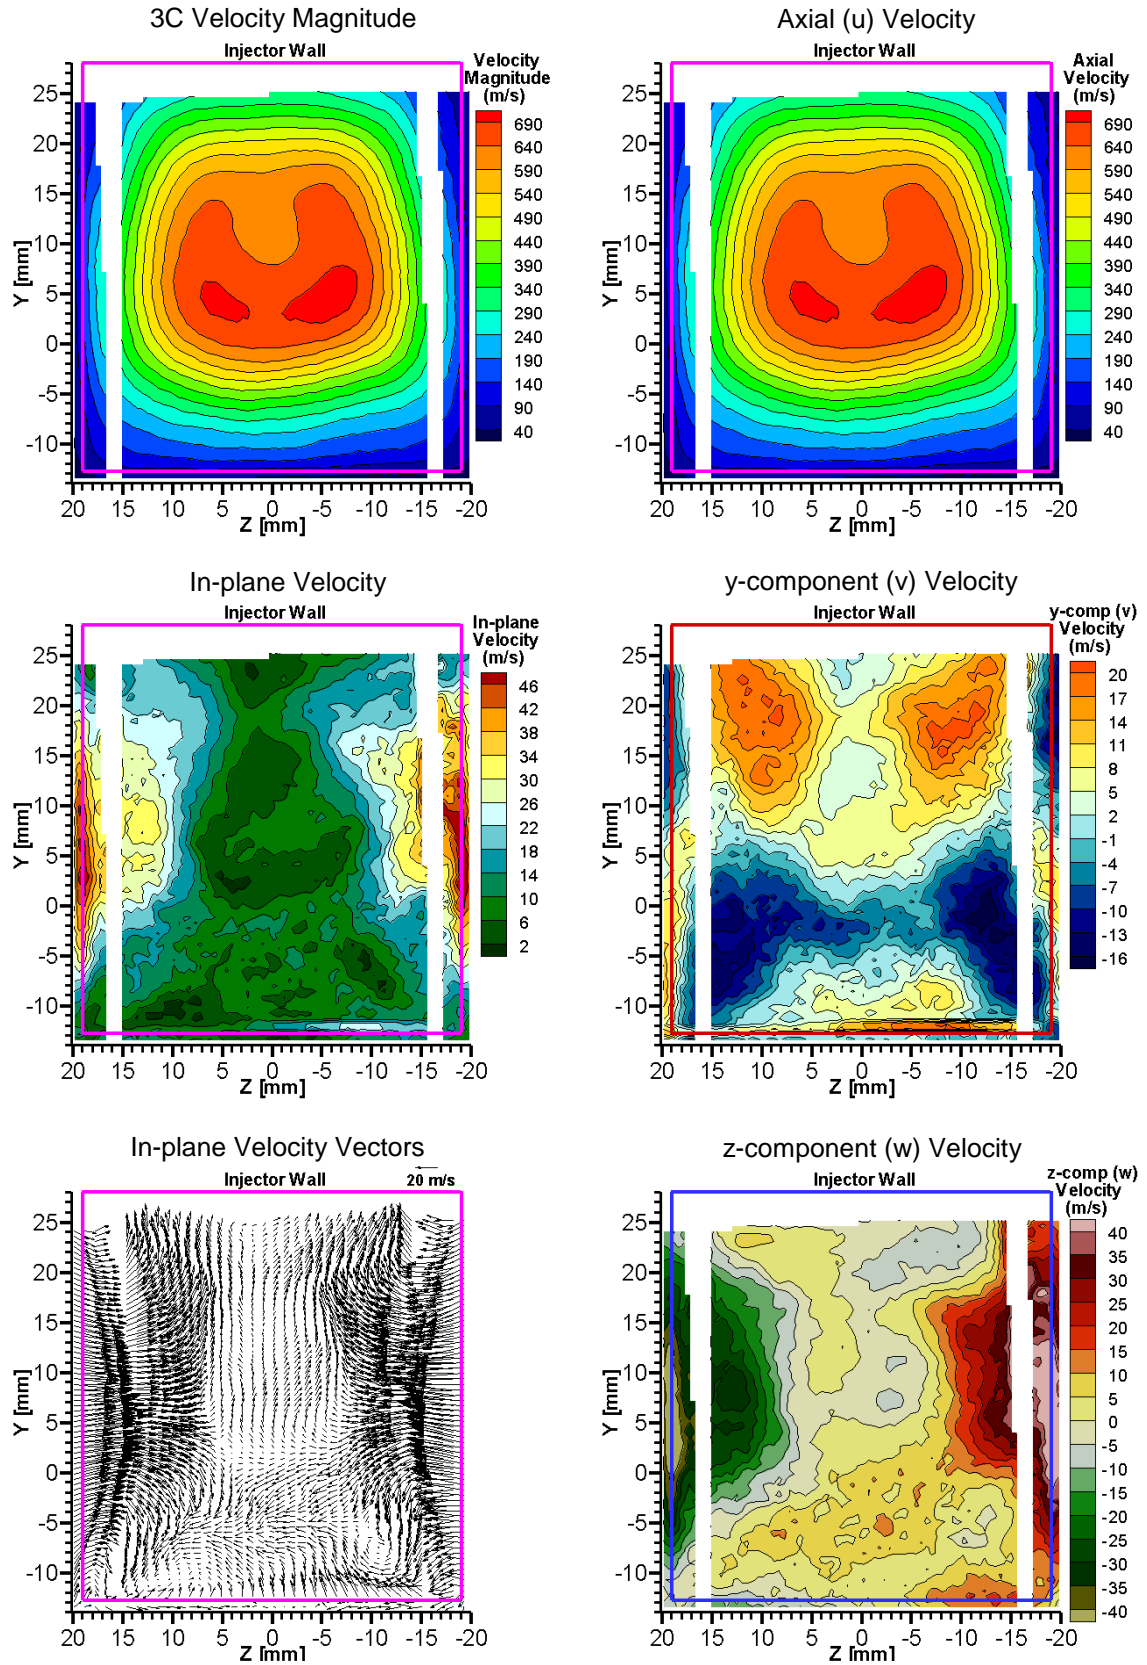 3C Velocity Magnitude
Injector Wall
Velocity
Magnitude
(m/s)
690
640
590
540
490
440
390
340
290
240
190
140
90
40
Y [mm]
25
20
15
10
5
0
-5
-10
20 15 10 5 0 -5 -10 -15 -20
Z [mm]
Axial (u) Velocity
Injector Wall
Axial
Velocity
(m/s)
690
640
590
540
490
440
390
340
290
240
190
140
90
40
Y [mm]
25
20
15
10
5
0
-5
-10
20 15 10 5 0 -5 -10 -15 -20
Z [mm]
In-plane Velocity
Injector Wall
In-plane
Velocity
(m/s)
46
42
38
34
30
26
22
18
14
10
6
2
Y [mm]
25
20
15
10
5
0
-5
-10
20 15 10 5 0 -5 -10 -15 -20
Z [mm]
y-component (v) Velocity
Injector Wall
y-comp (v)
Velocity
(m/s)
20
17
14
11
8
5
2
-1
-4
-7
-10
-13
-16
Y [mm]
25
20
15
10
5
0
-5
-10
20 15 10 5 0 -5 -10 -15 -20
Z [mm]
In-plane Velocity Vectors
Injector Wall
20 m/s
Y [mm]
25
20
15
10
5
0
-5
-10
20 15 10 5 0 -5 -10 -15 -20
Z [mm]
z-component (w) Velocity
Injector Wall
z-comp (w)
Velocity
(m/s)
40
35
30
25
20
15
10
5
0
-5
-10
-15
-20
-25
-30
-35
-40
Y [mm]
25
20
15
10
5
0
-5
-10
20 15 10 5 0 -5 -10 -15 -20
Z [mm]